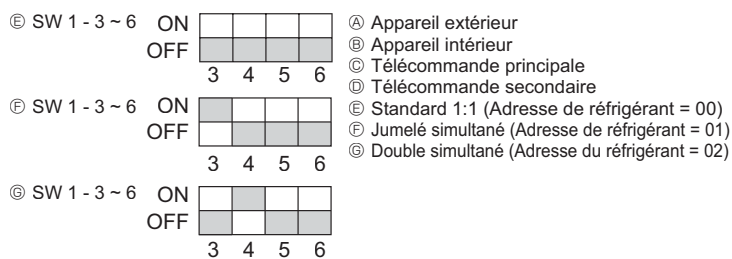 Ⓔ SW 1 - 3 ~ 6 ON
OFF
3 4 5 6
Ⓕ SW 1 - 3 ~ 6 ON
OFF
3 4 5 6
Ⓖ SW 1 - 3 ~ 6 ON
OFF
3 4 5 6
Ⓐ Appareil extérieur
Ⓑ Appareil intérieur
Ⓒ Télécommande principale
Ⓓ Télécommande secondaire
Ⓔ Standard 1:1 (Adresse de réfrigérant = 00)
Ⓕ Jumelé simultané (Adresse de réfrigérant = 01)
Ⓖ Double simultané (Adresse du réfrigérant = 02)